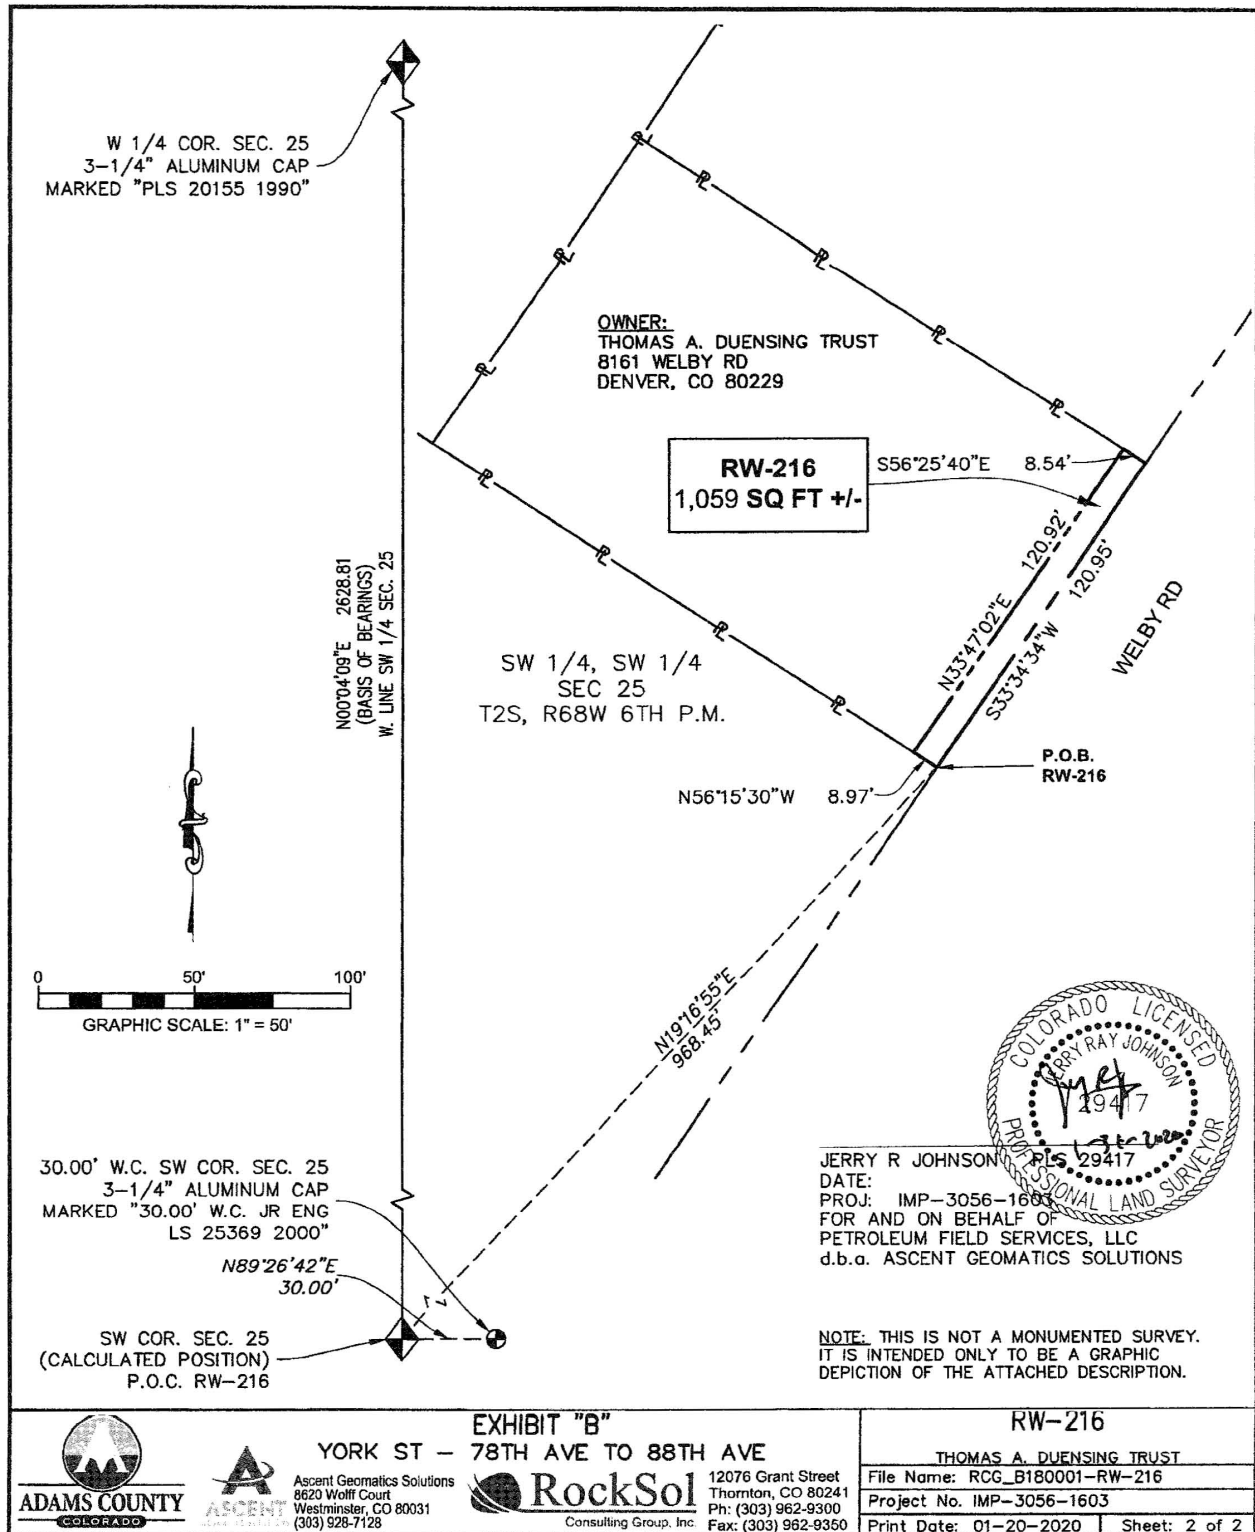 W 1/4 COR. SEC. 25
3-1/4" ALUMINUM CAP
MARKED "PLS 20155 1990"
OWNER:
THOMAS A. DUENSING TRUST
8161 WELBY RD
DENVER, CO 80229
RW-216
1,059 SQ FT +/-
S56°25'40"E 8.54'
N33°47'02"E 120.92'
S33°34'34"W 120.95'
WELBY RD
N00°04'09"E 2628.81
(BASIS OF BEARINGS)
W. LINE SW 1/4 SEC. 25
SW 1/4, SW 1/4
SEC 25
T2S, R68W 6TH P.M.
P.O.B.
RW-216
N56°15'30"W 8.97'
0 50' 100'
GRAPHIC SCALE: 1" = 50'
N19°16'55"E
968.45'
COLORADO LICENSED
JERRY RAY JOHNSON
29417
PROFESSIONAL LAND SURVEYOR
30.00' W.C. SW COR. SEC. 25
3-1/4" ALUMINUM CAP
MARKED "30.00' W.C. JR ENG
LS 25369 2000"
N89°26'42"E
30.00'
SW COR. SEC. 25
(CALCULATED POSITION)
P.O.C. RW-216
JERRY R JOHNSON PLS 29417
DATE:
PROJ: IMP-3056-1603
FOR AND ON BEHALF OF
PETROLEUM FIELD SERVICES, LLC
d.b.a. ASCENT GEOMATICS SOLUTIONS
NOTE: THIS IS NOT A MONUMENTED SURVEY.
IT IS INTENDED ONLY TO BE A GRAPHIC
DEPICTION OF THE ATTACHED DESCRIPTION.
ADAMS COUNTY
COLORADO
EXHIBIT "B"
YORK ST - 78TH AVE TO 88TH AVE
ASCENT
Ascent Geomatics Solutions
8620 Wolff Court
Westminster, CO 80031
(303) 928-7128
RockSol
Consulting Group, Inc.
12076 Grant Street
Thornton, CO 80241
Ph: (303) 962-9300
Fax: (303) 962-9350
RW-216
THOMAS A. DUENSING TRUST
File Name: RCG_B180001-RW-216
Project No. IMP-3056-1603
Print Date: 01-20-2020 Sheet: 2 of 2